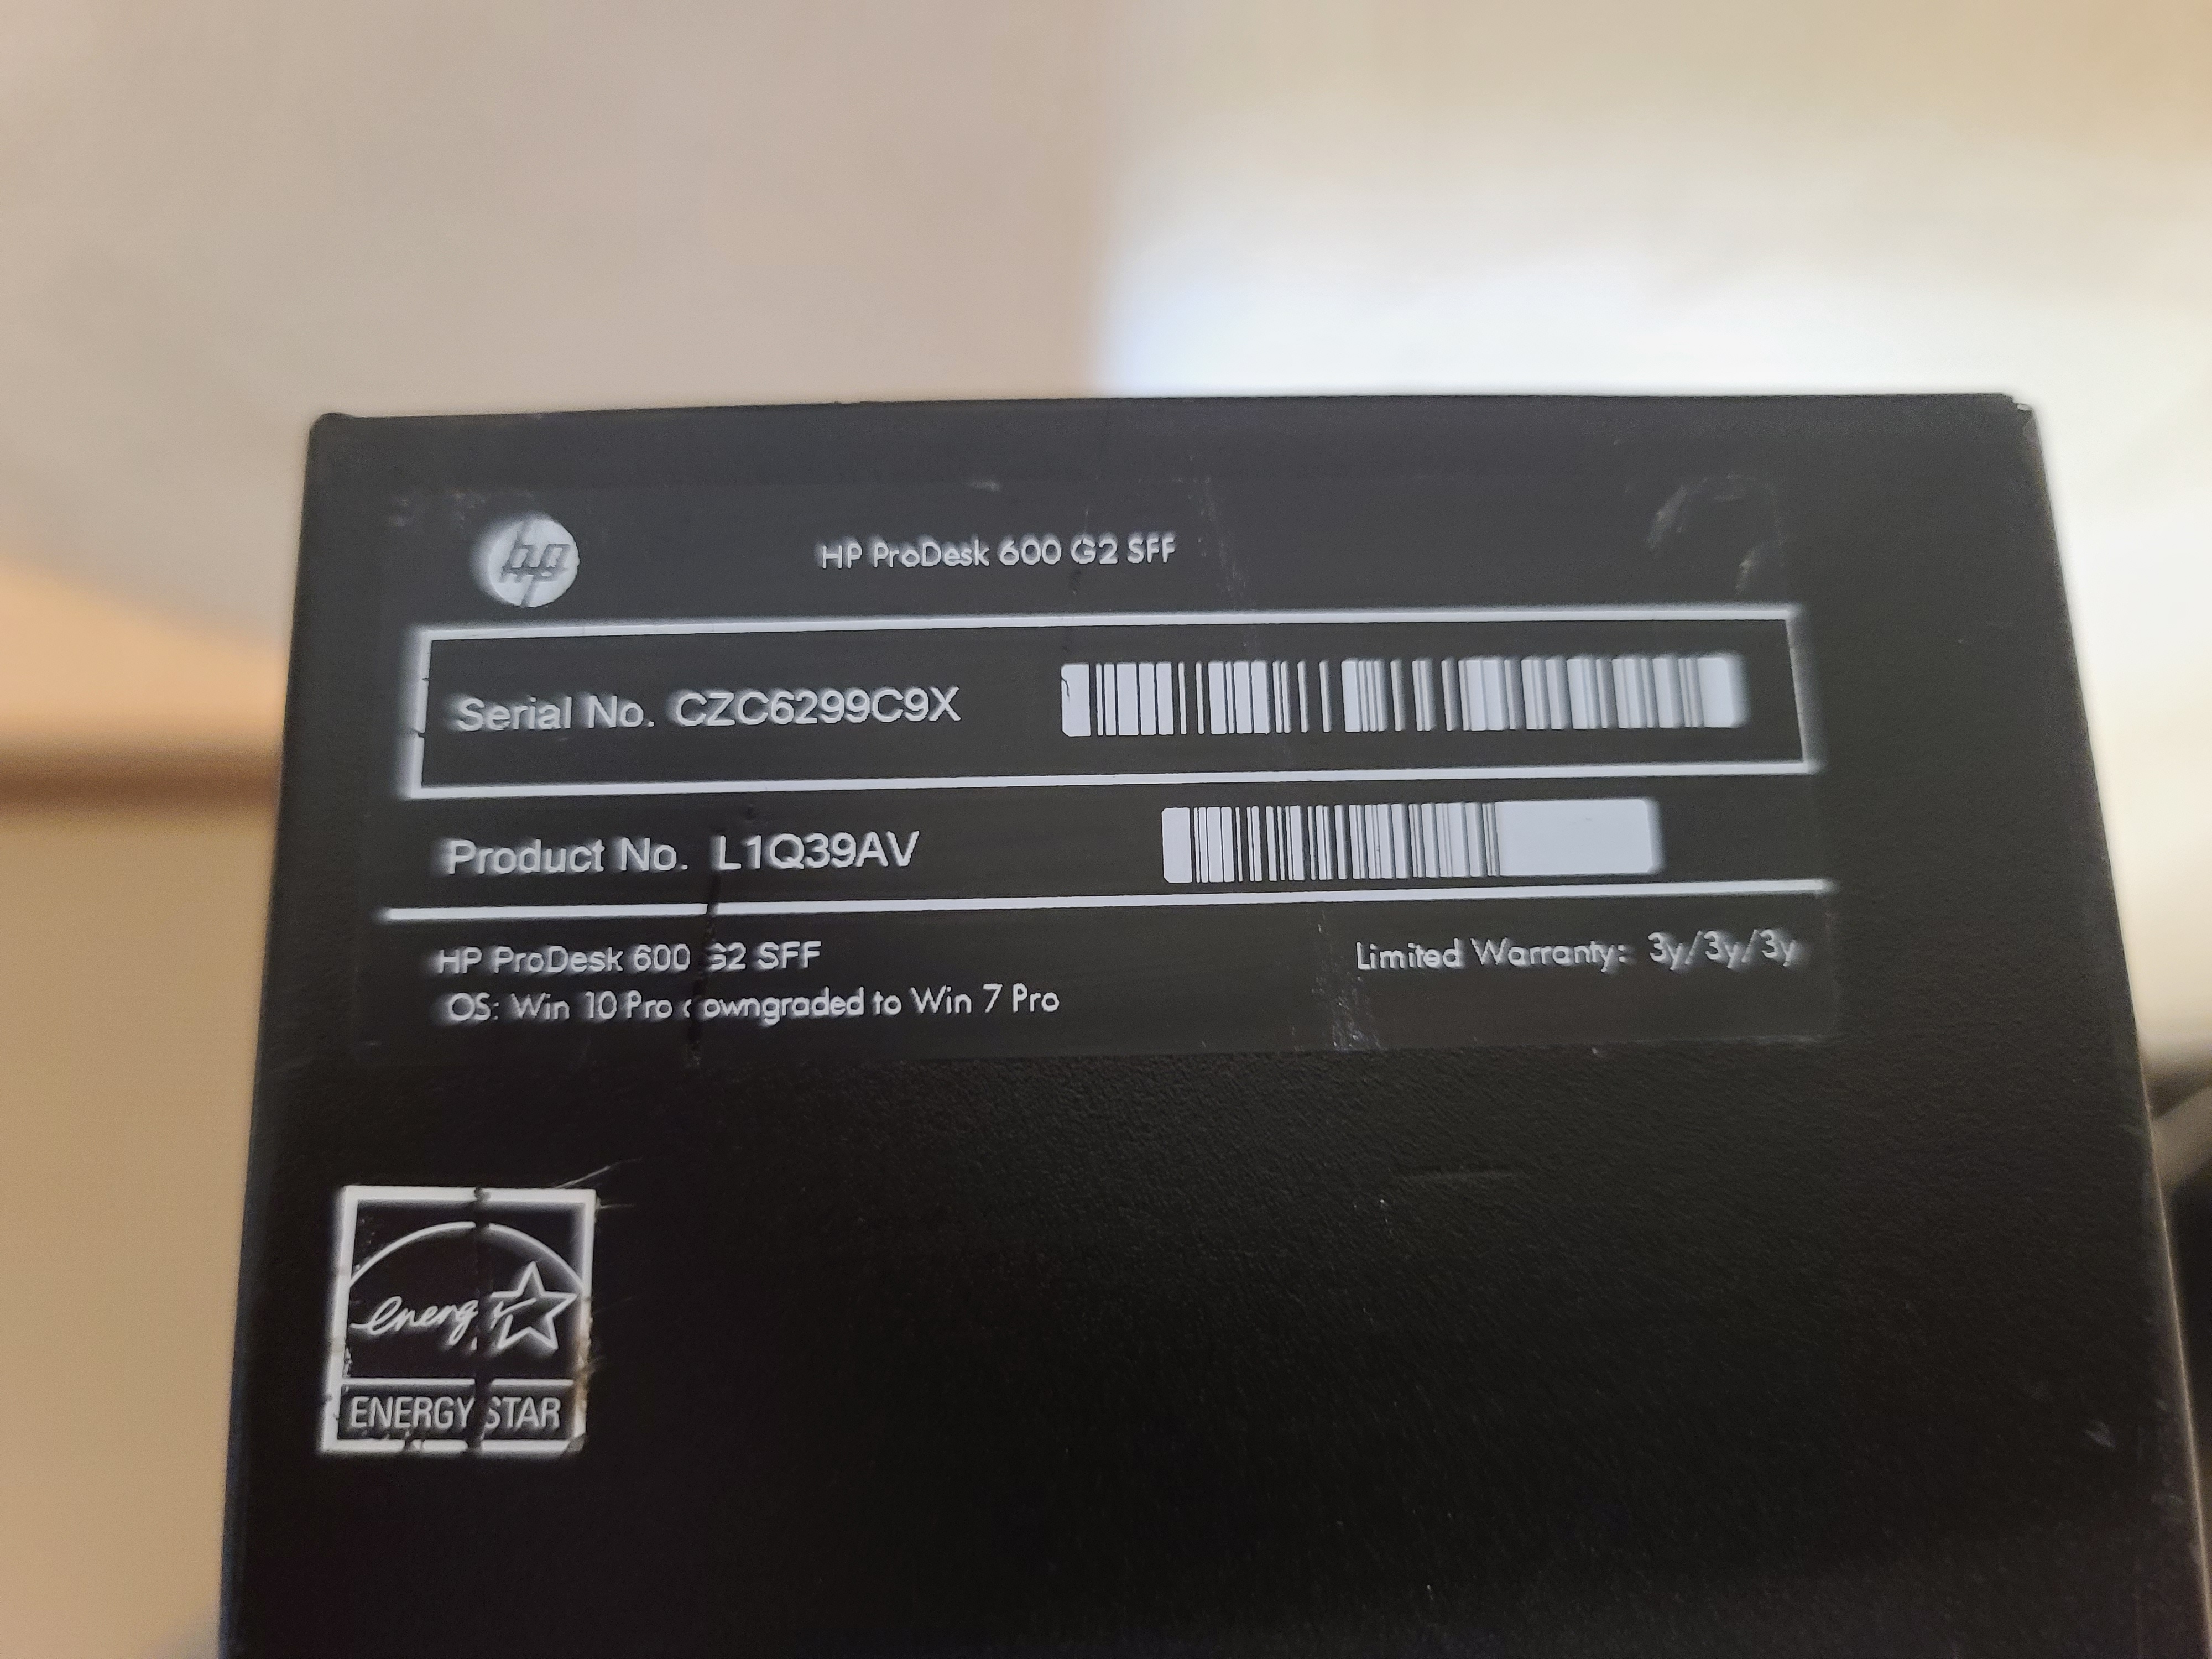 hp
HP ProDesk 600 G2 SFF
Serial No. CZC6299C9X
Product No. L1Q39AV
HP ProDesk 600 G2 SFF
Limited Warranty: 3y/3y/3y
OS: Win 10 Pro downgraded to Win 7 Pro
energy
ENERGY STAR